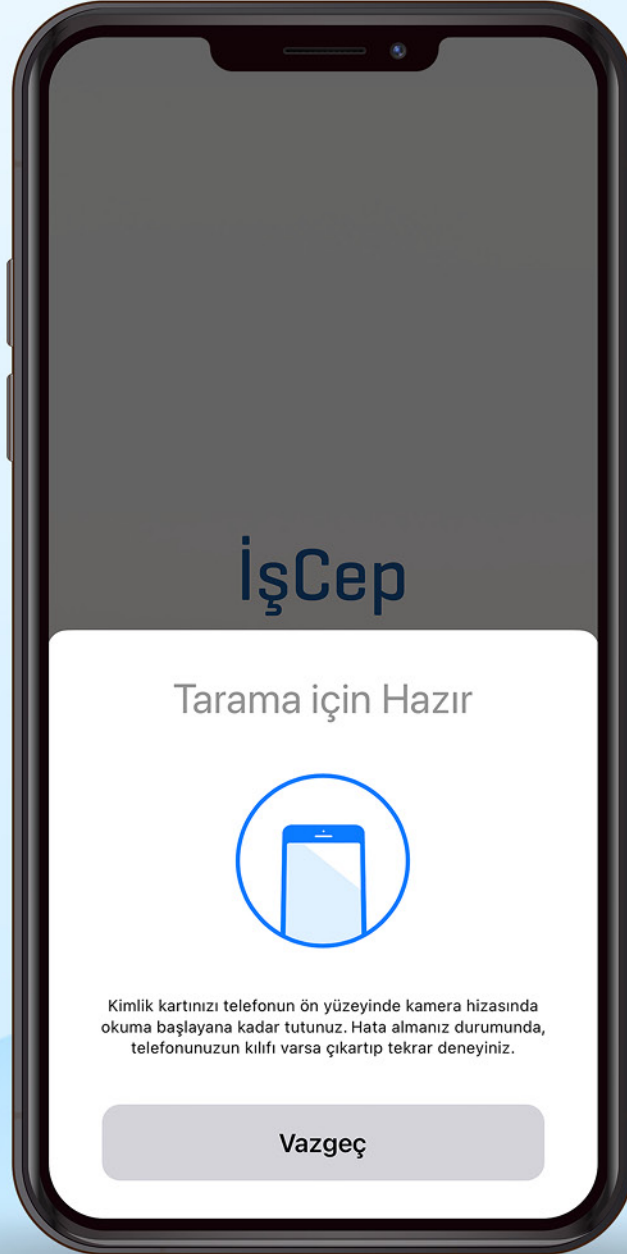 İşCep
Tarama için Hazır
Kimlik kartınızı telefonun ön yüzeyinde kamera hizasında
okuma başlayana kadar tutunuz. Hata almanız durumunda,
telefonunuzun kılıfı varsa çıkartıp tekrar deneyiniz.
Vazgeç